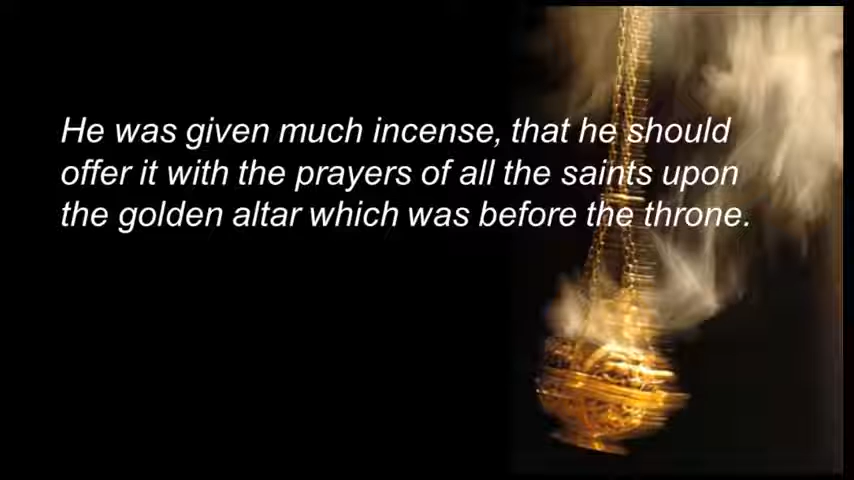 He was given much incense, that he should
offer it with the prayers of all the saints upon
the golden altar which was before the throne.